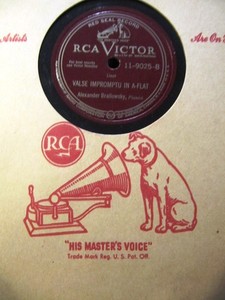 RED SEAL RECORD
Artists
Are On
RCA VICTOR
11-9025-B
Liszt
VALSE IMPROMPTU IN A-FLAT
Alexander Brailowsky, Pianist
RCA
"HIS MASTER'S VOICE"
Trade Mark Reg. U. S. Pat. Off.